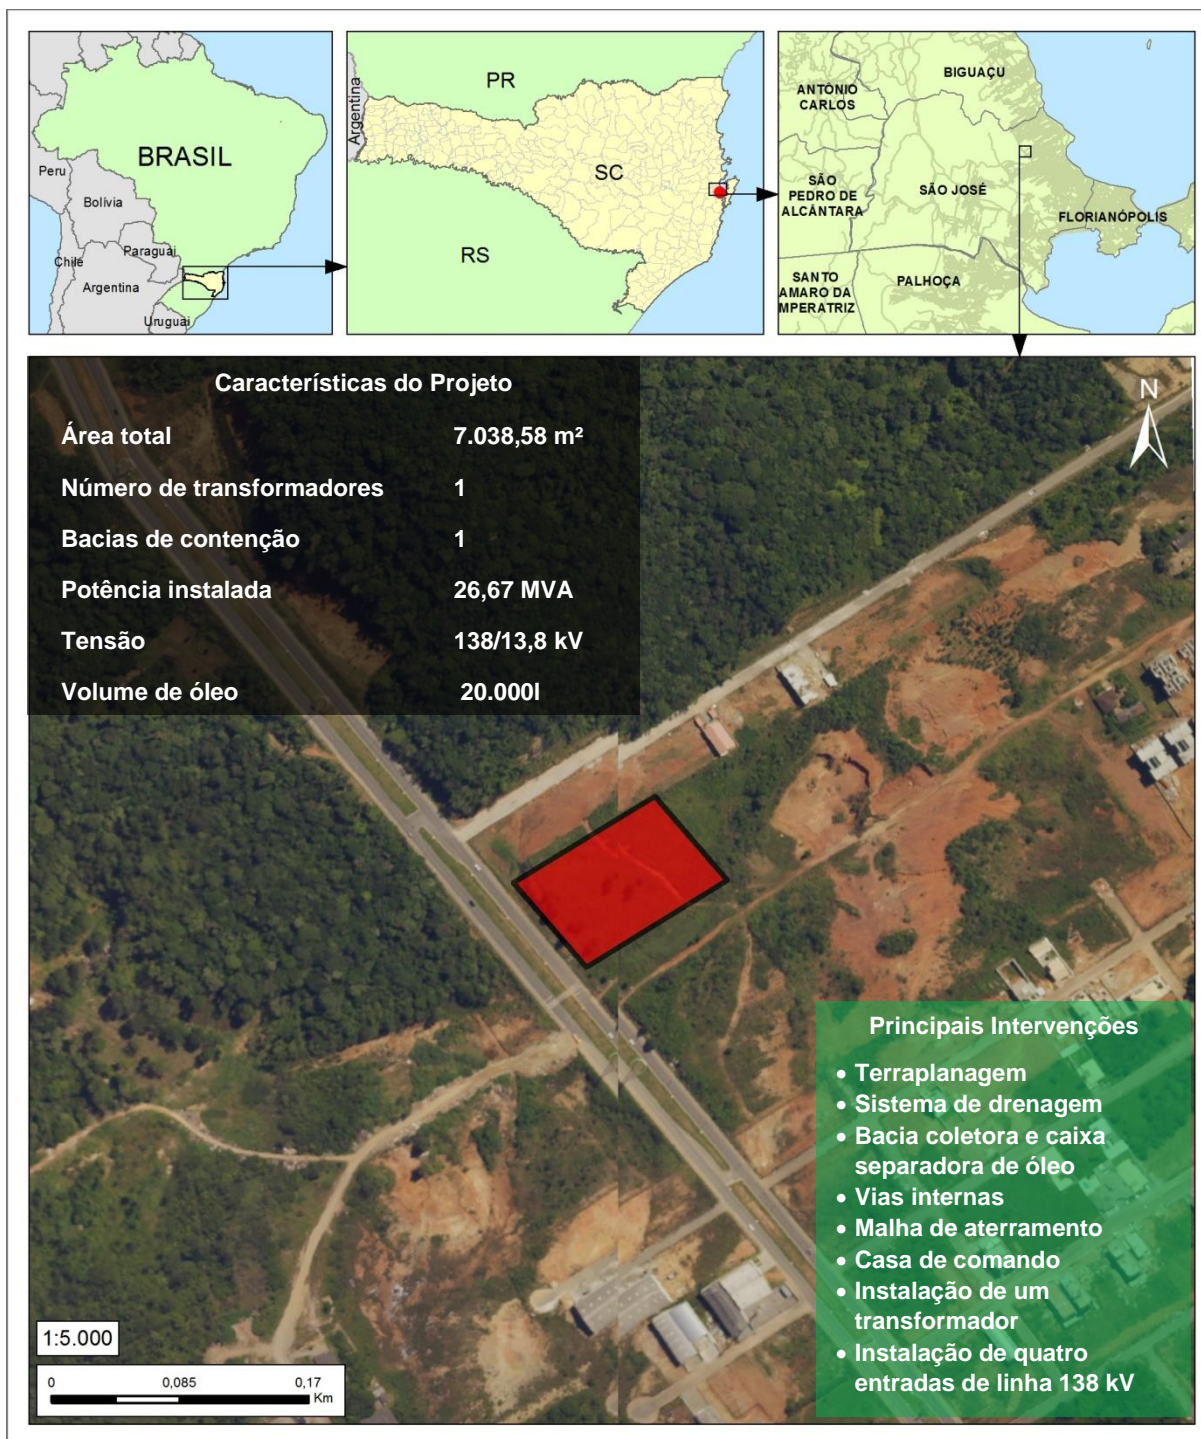 BRASIL
Peru
Bolívia
Paraguai
Chile
Argentina
Uruguai
Argentina
PR
SC
RS
BIGUAÇU
ANTÔNIO
CARLOS
SÃO
PEDRO DE
ALCÂNTARA
SÃO JOSÉ
FLORIANÓPOLIS
SANTO
AMARO DA
MPERATRIZ
PALHOÇA
Características do Projeto
Área total 7.038,58 m²
Número de transformadores 1
Bacias de contenção 1
Potência instalada 26,67 MVA
Tensão 138/13,8 kV
Volume de óleo 20.000l
N
Principais Intervenções
• Terraplanagem
• Sistema de drenagem
• Bacia coletora e caixa
separadora de óleo
• Vias internas
• Malha de aterramento
• Casa de comando
• Instalação de um
transformador
• Instalação de quatro
entradas de linha 138 kV
1:5.000
0 0,085 0,17
Km